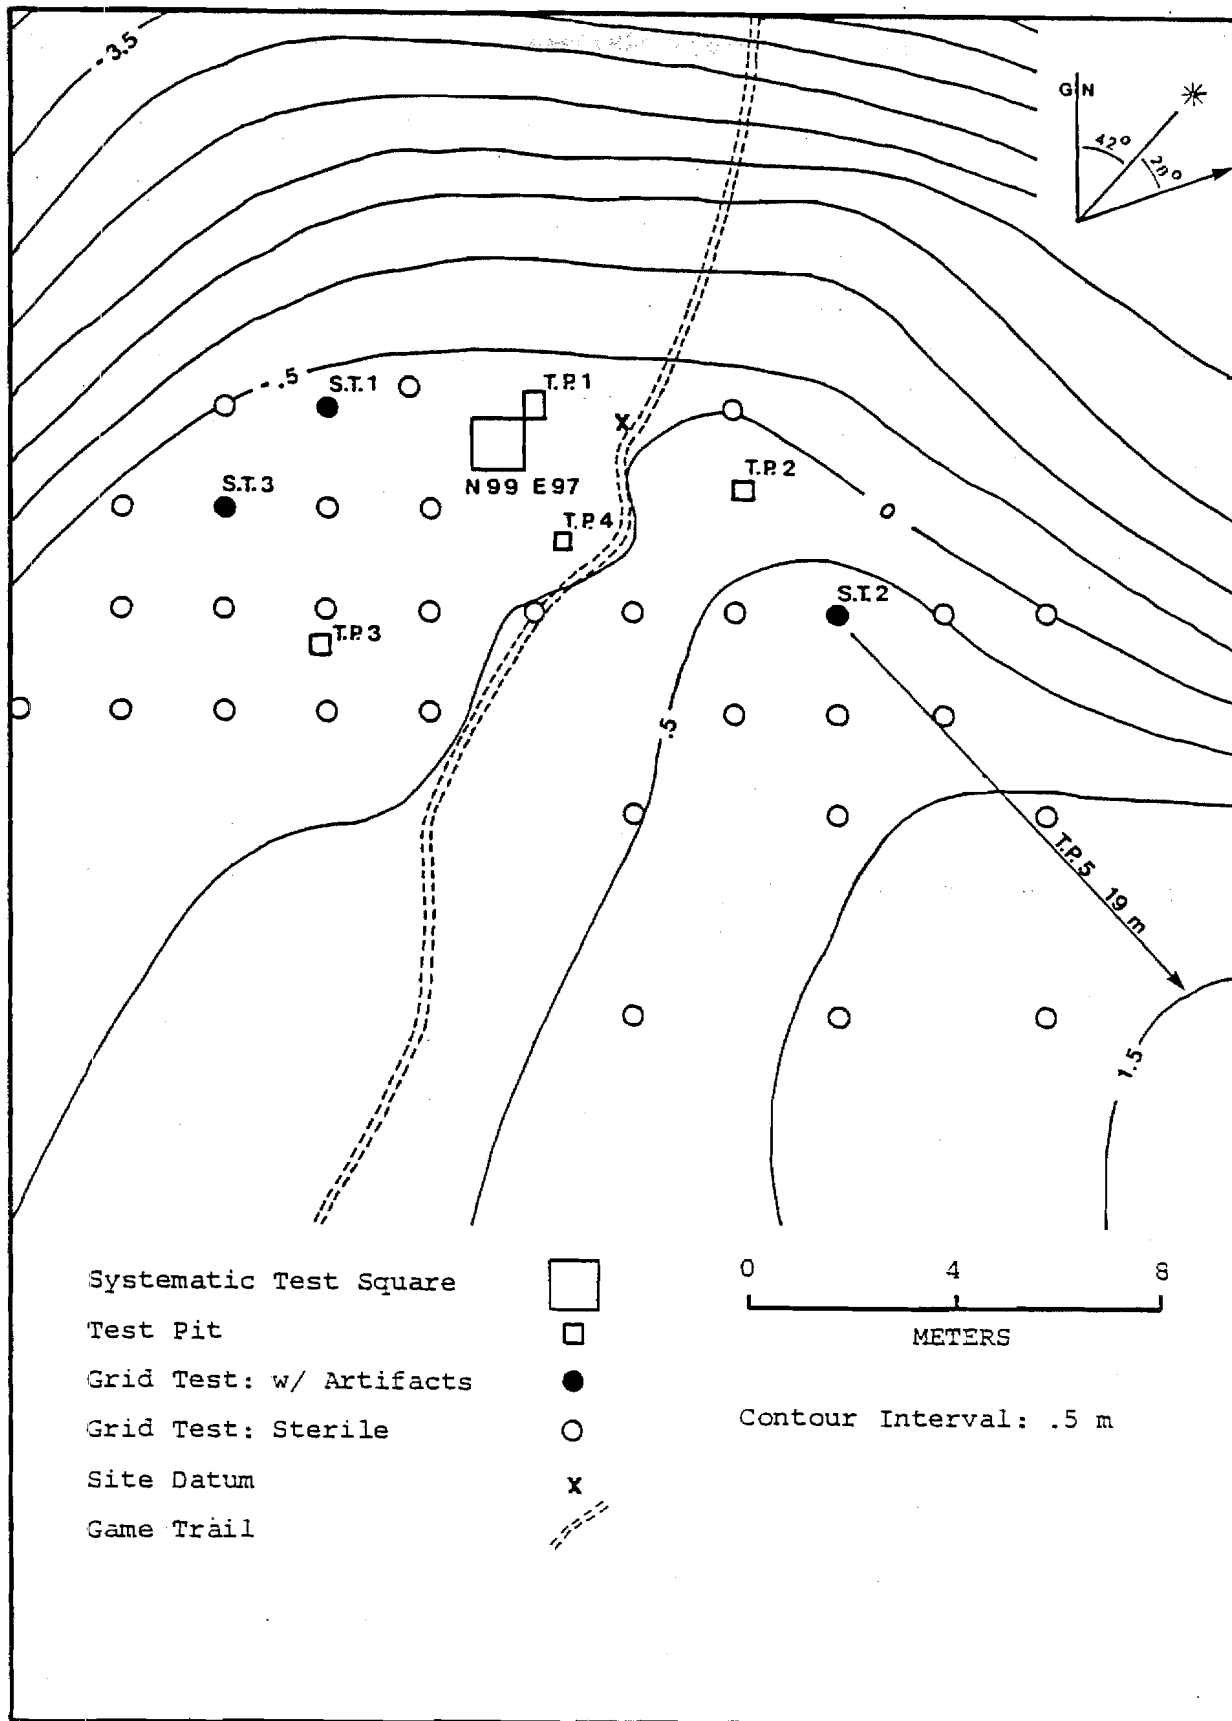 -3.5
G N
42°
28°
-.5
S.T.1
T.P.1
T.P.2
S.T.3
N 99 E 97
T.P.4
0
S.T.2
T.P.3
.5
T.P.5 19 m
1.5
Systematic Test Square
Test Pit
Grid Test: w/ Artifacts
Grid Test: Sterile
Site Datum
x
Game Trail
0 4 8
METERS
Contour Interval: .5 m